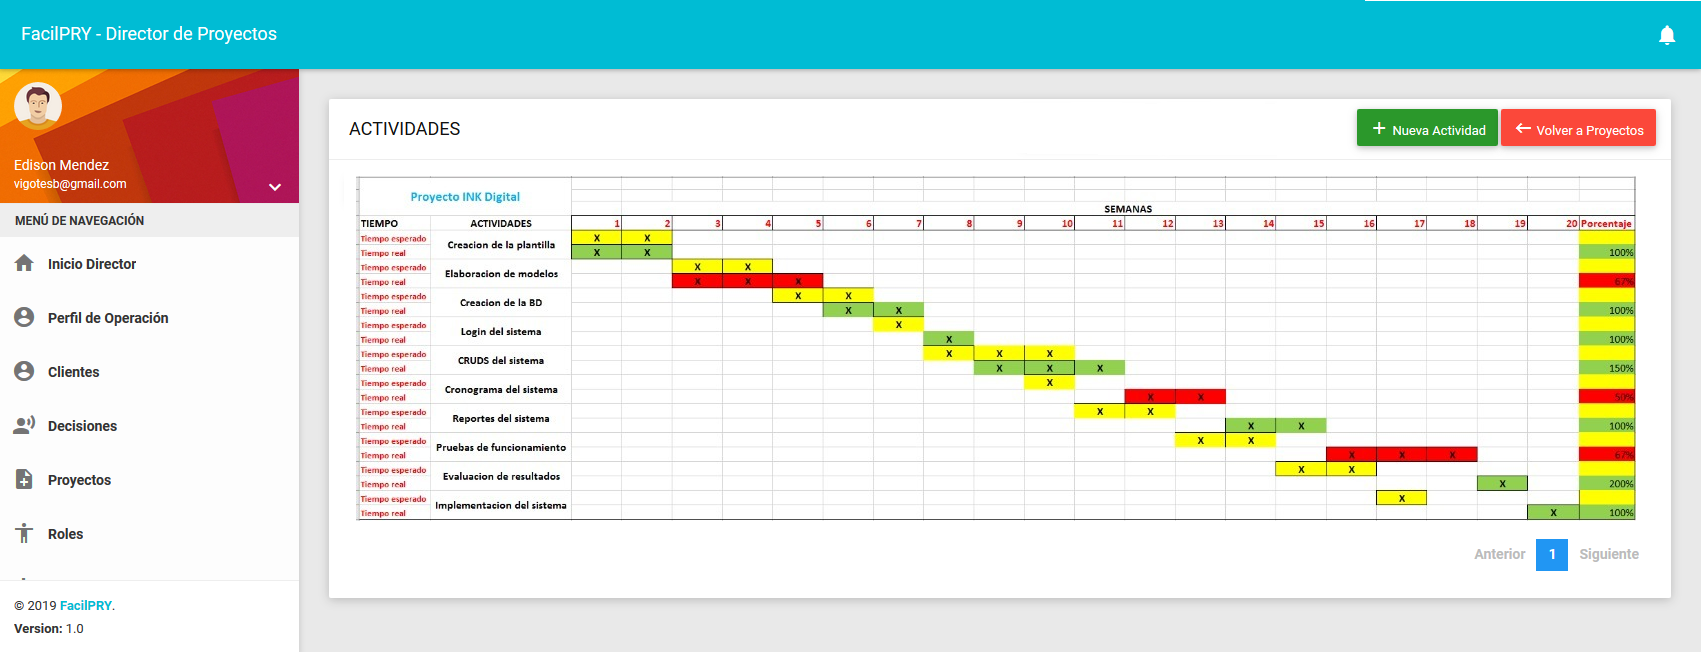 FacilPRY - Director de Proyectos
Edison Mendez
vigotesb@gmail.com
MENÚ DE NAVEGACIÓN
Inicio Director
Perfil de Operación
Clientes
Decisiones
Proyectos
Roles
© 2019 FacilPRY.
Version: 1.0
ACTIVIDADES
+ Nueva Actividad
← Volver a Proyectos
Proyecto INK Digital
SEMANAS
TIEMPO ACTIVIDADES 1 2 3 4 5 6 7 8 9 10 11 12 13 14 15 16 17 18 19 20 Porcentaje
Tiempo esperado X X
Creacion de la plantilla
Tiempo real X X 100%
Tiempo esperado X X
Elaboracion de modelos
Tiempo real X X X 67%
Tiempo esperado X X
Creacion de la BD
Tiempo real X X 100%
Tiempo esperado X
Login del sistema
Tiempo real X 100%
Tiempo esperado X X X
CRUDS del sistema
Tiempo real X X X 150%
Tiempo esperado X
Cronograma del sistema
Tiempo real X X 50%
Tiempo esperado X X
Reportes del sistema
Tiempo real X X 100%
Tiempo esperado X X
Pruebas de funcionamiento
Tiempo real X X X 67%
Tiempo esperado X X
Evaluacion de resultados
Tiempo real X 200%
Tiempo esperado X
Implementacion del sistema
Tiempo real X 100%
Anterior 1 Siguiente